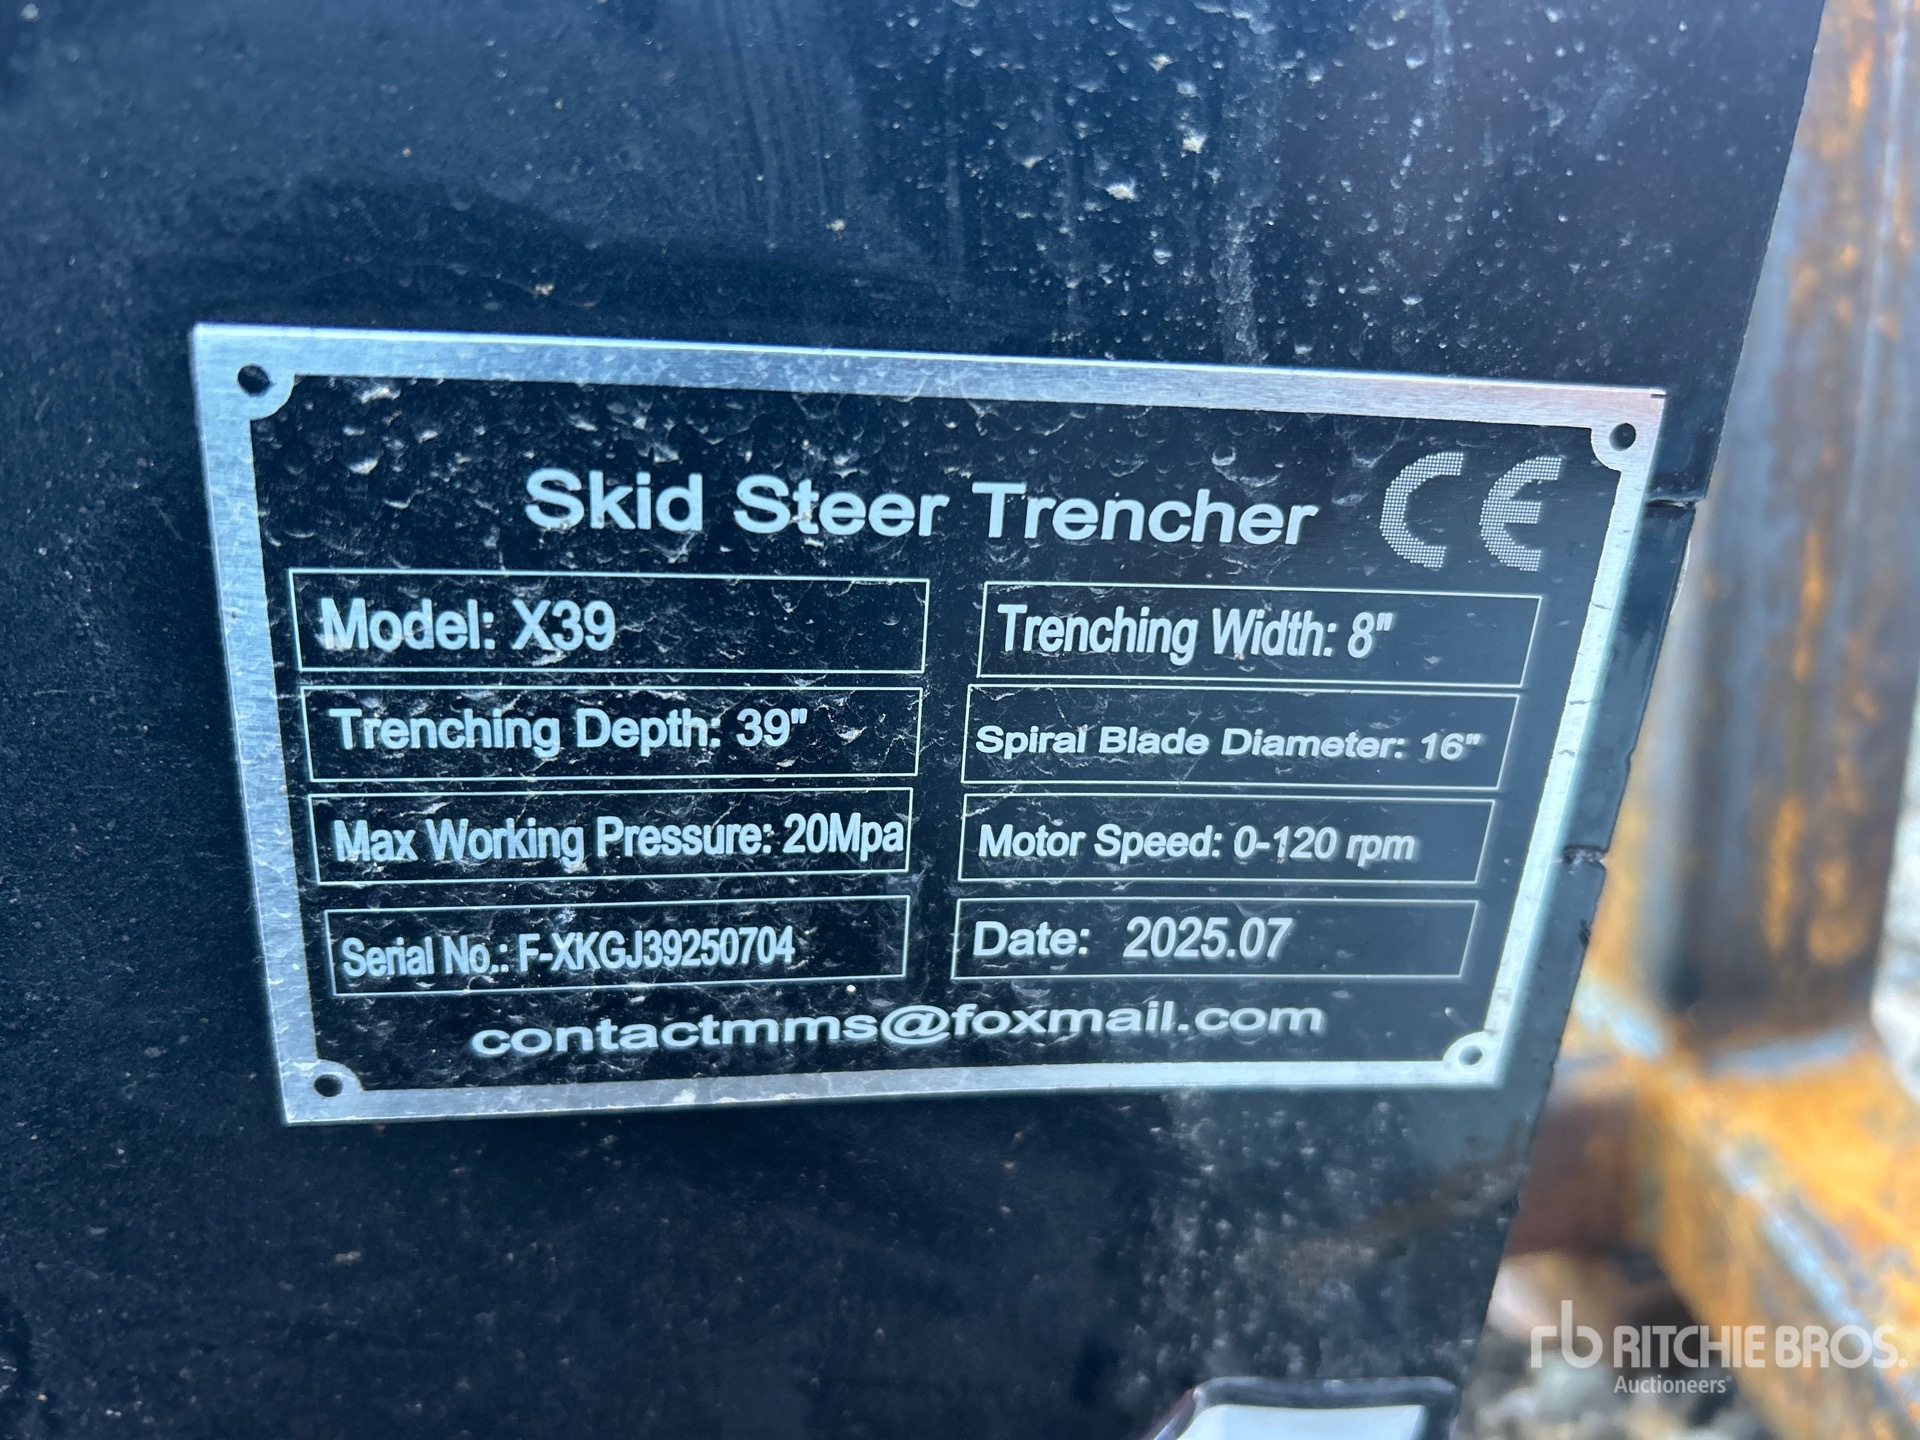 Skid Steer Trencher CE
Model: X39
Trenching Width: 8"
Trenching Depth: 39"
Spiral Blade Diameter: 16"
Max Working Pressure: 20Mpa
Motor Speed: 0-120 rpm
Serial No.: F-XKGJ39250704
Date: 2025.07
contactmms@foxmail.com
rb RITCHIE BROS.
Auctioneers